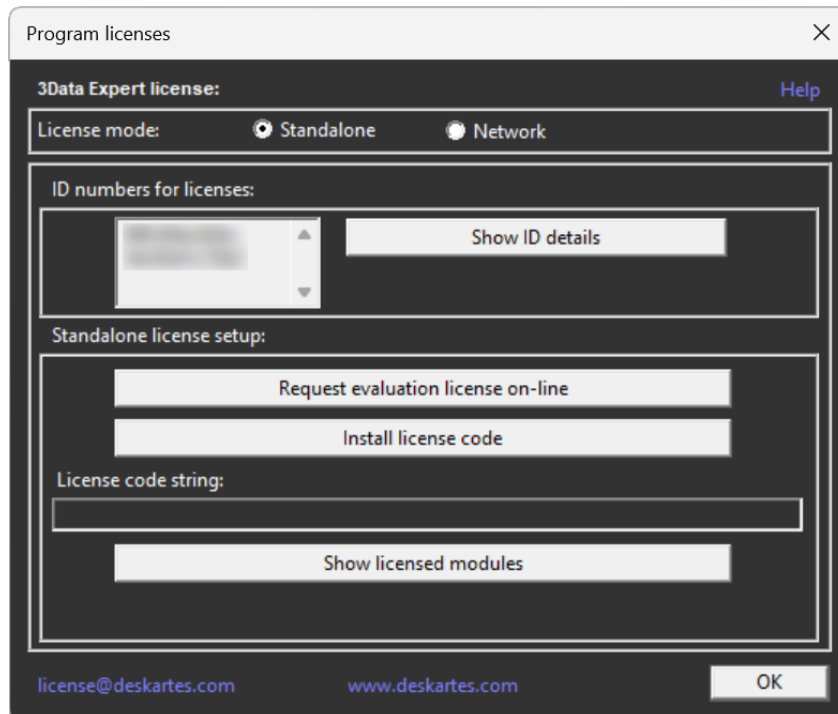 Program licenses
3Data Expert license:
Help
License mode:
Standalone
Network
ID numbers for licenses:
Show ID details
Standalone license setup:
Request evaluation license on-line
Install license code
License code string:
Show licensed modules
license@deskartes.com
www.deskartes.com
OK